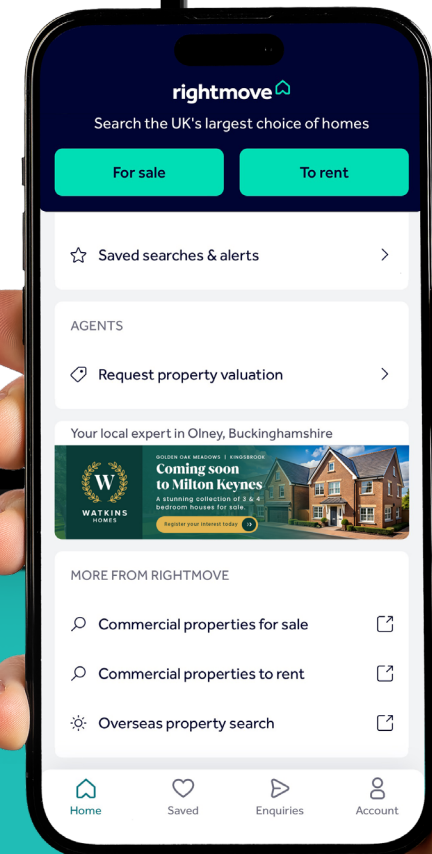 rightmove
Search the UK's largest choice of homes
For sale
To rent
Saved searches & alerts
AGENTS
Request property valuation
Your local expert in Olney, Buckinghamshire
W
WATKINS
HOMES
GOLDEN OAK MEADOWS | KINGSBROOK
Coming soon
to Milton Keynes
A stunning collection of 3 & 4
bedroom houses for sale.
Register your interest today
MORE FROM RIGHTMOVE
Commercial properties for sale
Commercial properties to rent
Overseas property search
Home
Saved
Enquiries
Account